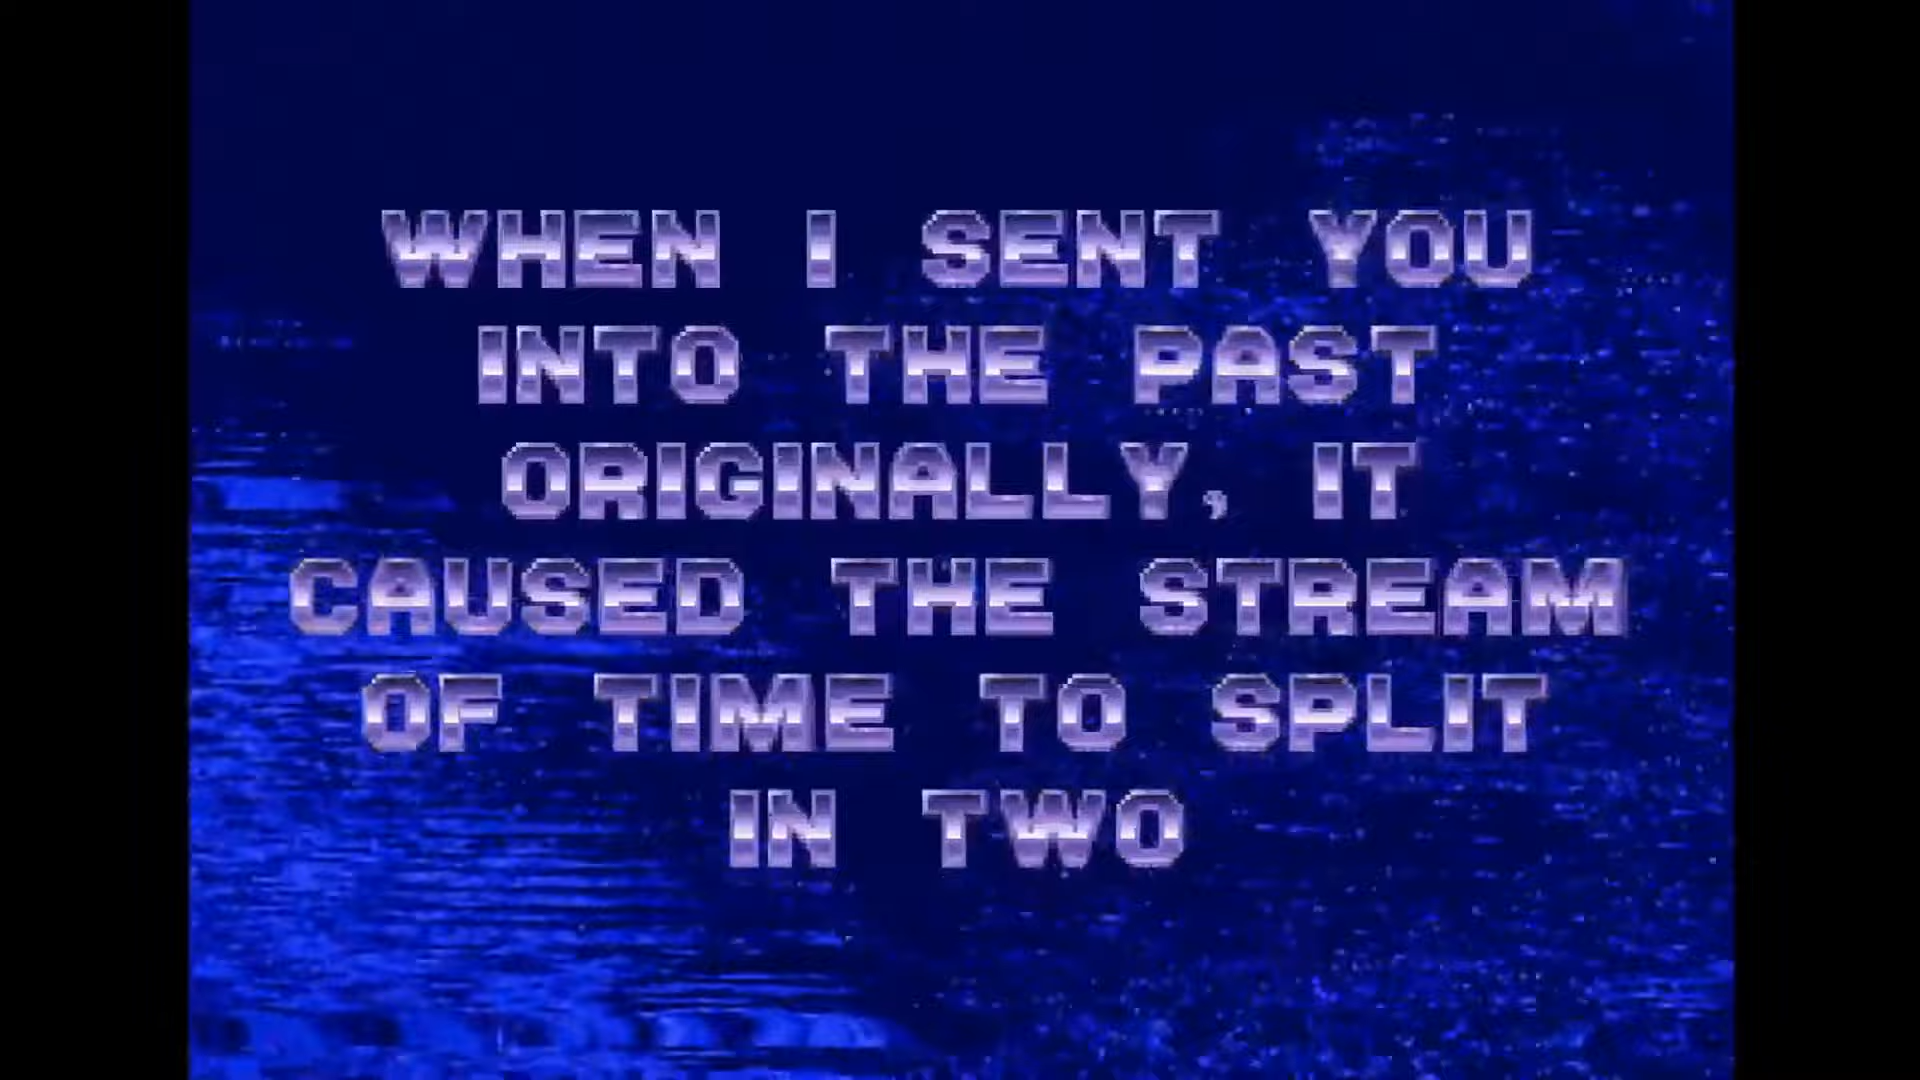 WHEN I SENT YOU
INTO THE PAST
ORIGINALLY, IT
CAUSED THE STREAM
OF TIME TO SPLIT
IN TWO